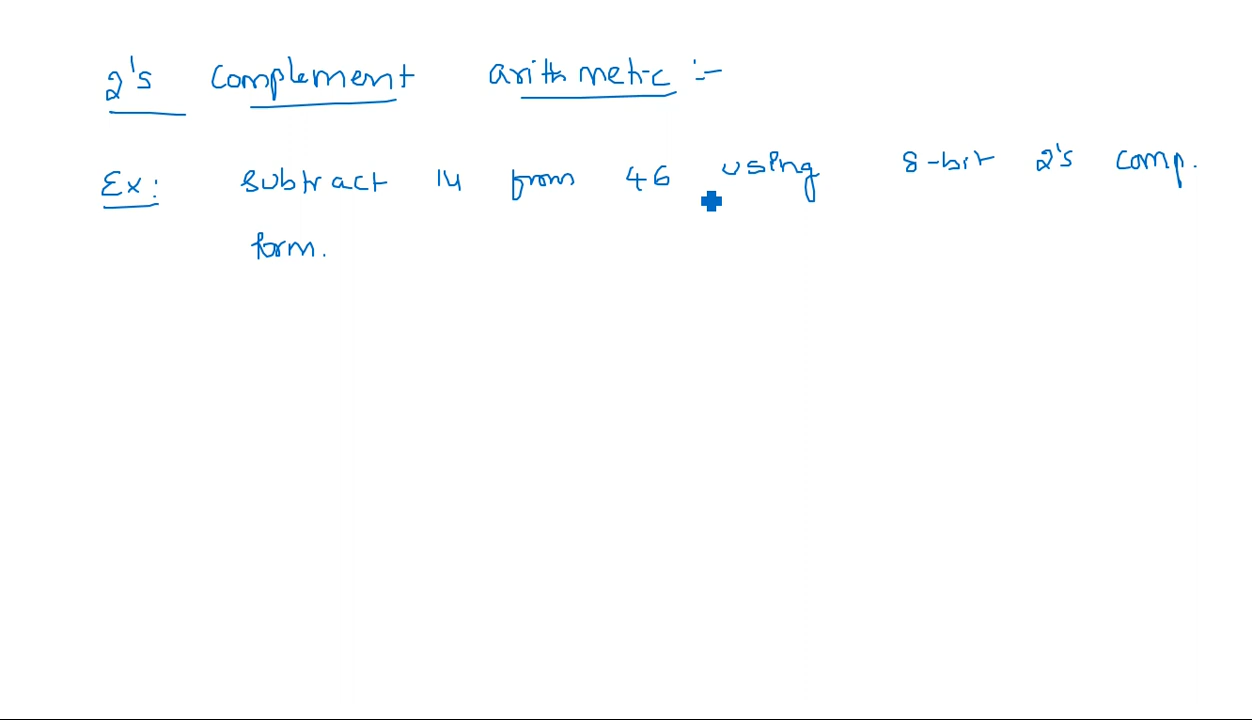 2's complement arithmetic :-
Ex: subtract 14 from 46 using 8-bit 2's comp.
form.